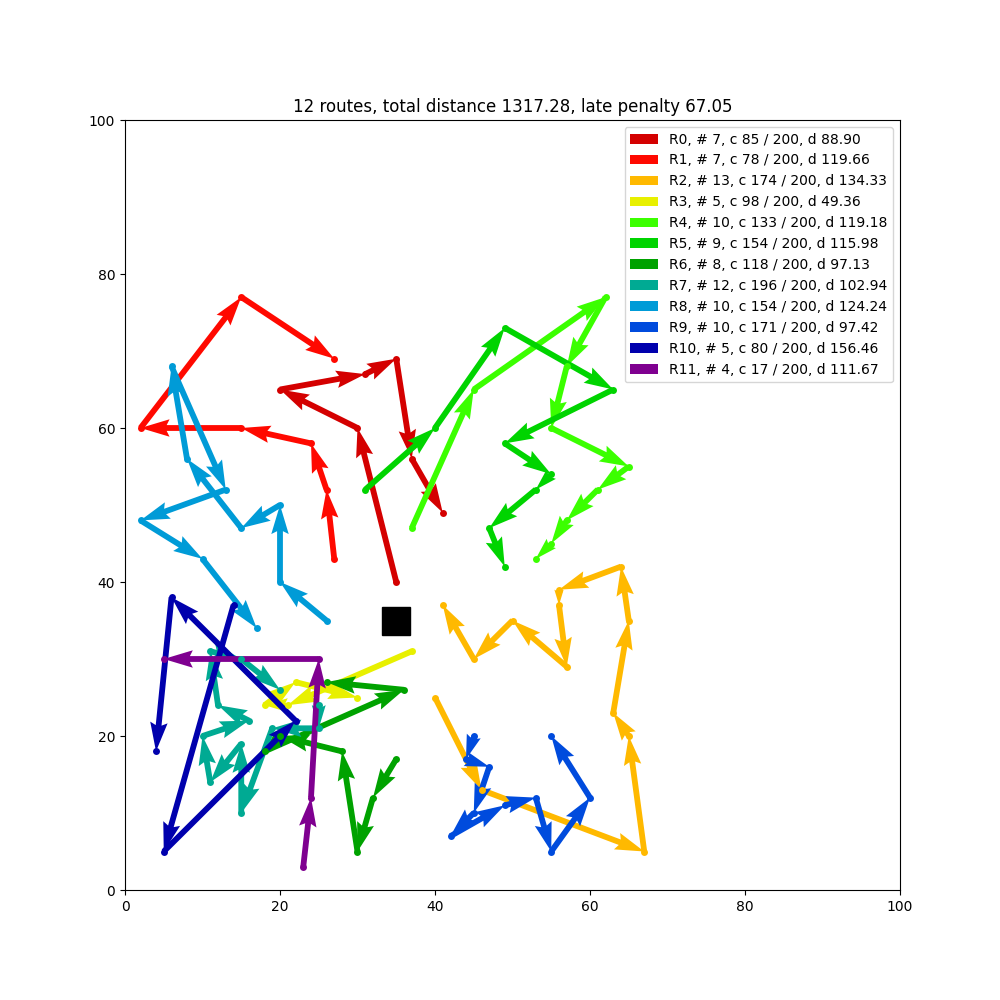 12 routes, total distance 1317.28, late penalty 67.05
R0, # 7, c 85 / 200, d 88.90
R1, # 7, c 78 / 200, d 119.66
R2, # 13, c 174 / 200, d 134.33
R3, # 5, c 98 / 200, d 49.36
R4, # 10, c 133 / 200, d 119.18
R5, # 9, c 154 / 200, d 115.98
R6, # 8, c 118 / 200, d 97.13
R7, # 12, c 196 / 200, d 102.94
R8, # 10, c 154 / 200, d 124.24
R9, # 10, c 171 / 200, d 97.42
R10, # 5, c 80 / 200, d 156.46
R11, # 4, c 17 / 200, d 111.67
100
80
60
40
20
0
0 20 40 60 80 100